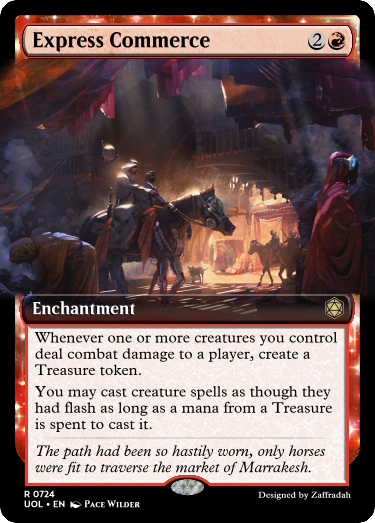 Express Commerce 2
Enchantment
Whenever one or more creatures you control
deal combat damage to a player, create a
Treasure token.
You may cast creature spells as though they
had flash as long as a mana from a Treasure
is spent to cast it.
The path had been so hastily worn, only horses
were fit to traverse the market of Marrakesh.
R 0724
UOL • EN Pace Wilder
Designed by Zaffradah